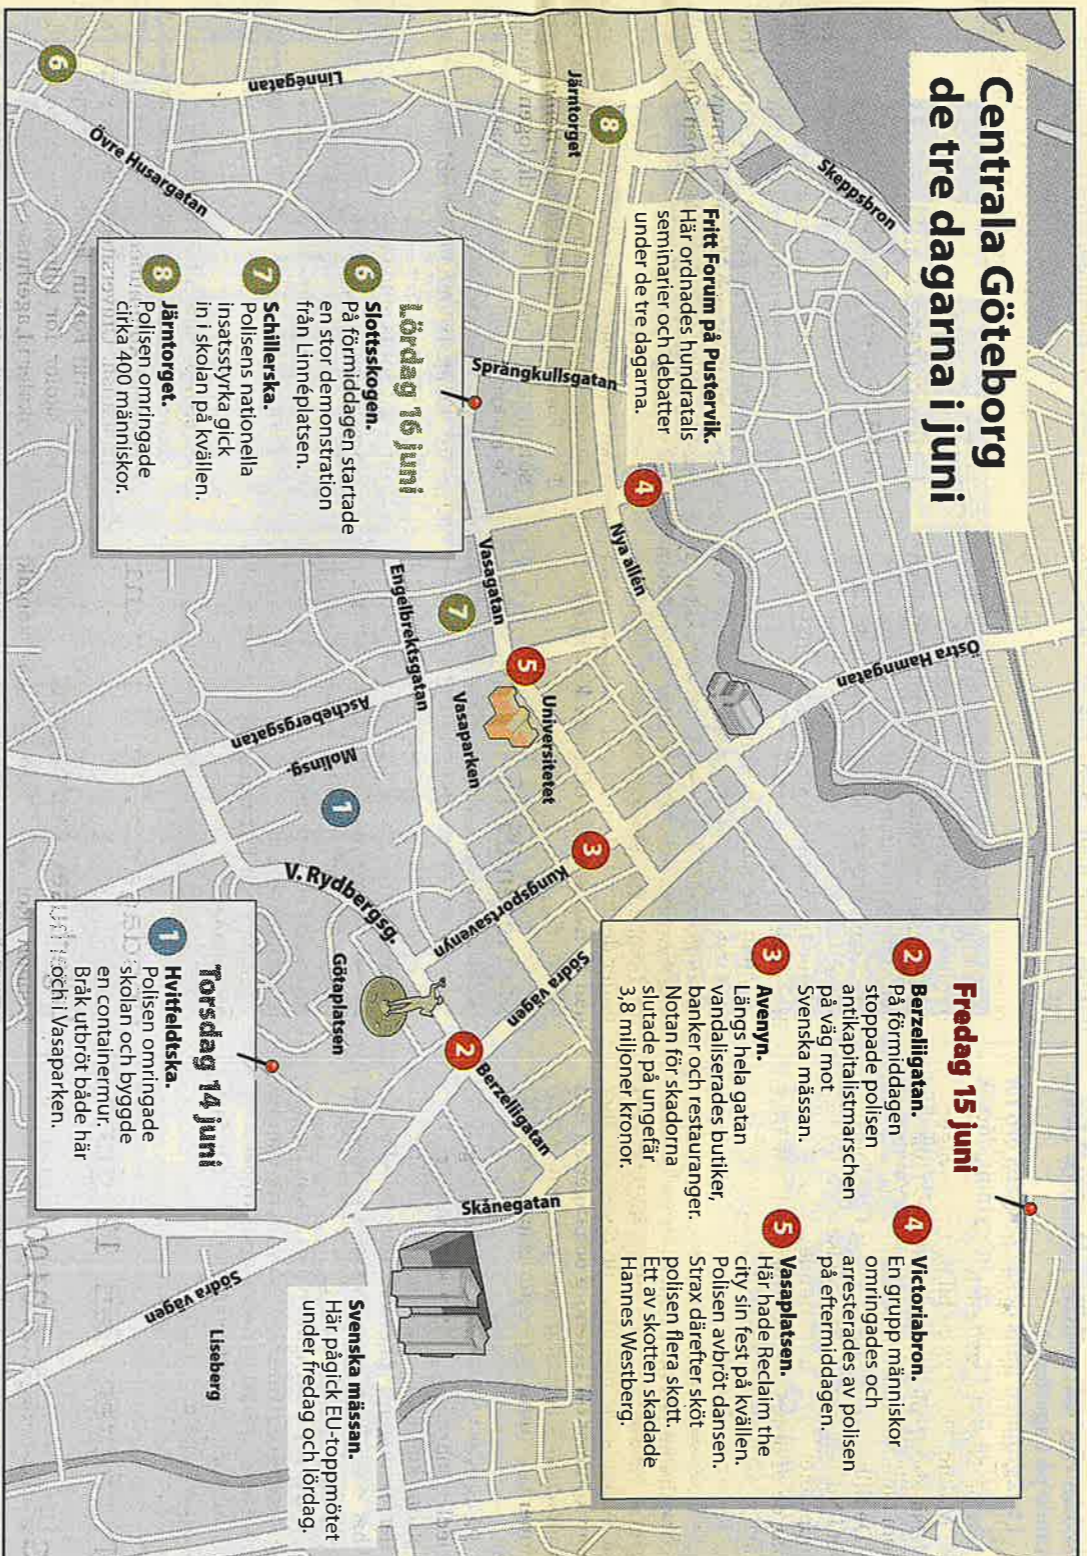 Centrala Göteborg
de tre dagarna i juni
Skeppsbron
Järntorget
8
Linnégatan
6
Övre Husargatan
Fritt Forum på Pustervik.
Här ordnades hundratals
seminarier och debatter
under de tre dagarna.
Sprängkullsgatan
Lördag 16 juni
6
Slottsskogen.
På förmiddagen startade
en stor demonstration
från Linnéplatsen.
7
Schillerska.
Polisens nationella
insatsstyrka gick
in i skolan på kvällen.
8
Järntorget.
Polisen omringade
cirka 400 människor.
4
Nya allén
Vasagatan
Engelbrektsgatan
7
5
Universitetet
Vasaparken
Aschebergsgatan
Molinsg.
1
Östra Hamngatan
3
Kungsportsavenyn
V. Rydbergsg.
Götaplatsen
Södra vägen
2
Berzeliigatan
Skånegatan
Fredag 15 juni
2
Berzeliigatan.
På förmiddagen
stoppade polisen
antikapitalistmarschen
på väg mot
Svenska mässan.
3
Avenyn.
Längs hela gatan
vandaliserades butiker,
banker och restauranger.
Notan för skadorna
slutade på ungefär
3,8 miljoner kronor.
4
Victoriabron.
En grupp människor
omringades och
arresterades av polisen
på eftermiddagen.
5
Vasaplatsen.
Här hade Reclaim the
city sin fest på kvällen.
Polisen avbröt dansen.
Strax därefter sköt
polisen flera skott.
Ett av skotten skadade
Hannes Westberg.
Torsdag 14 juni
1
Hvitfeldtska.
Polisen omringade
skolan och byggde
en containermur.
Bråk utbröt både här
och i Vasaparken.
Svenska mässan.
Här pågick EU-toppmötet
under fredag och lördag.
Södra vägen
Liseberg